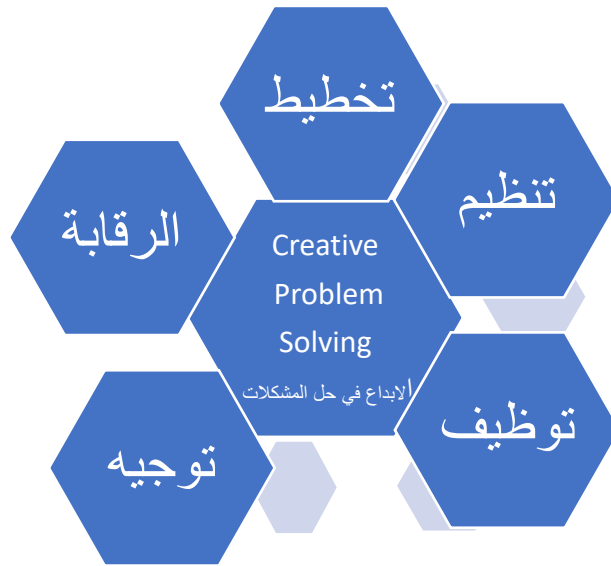 تخطيط
تنظيم
الرقابة
Creative
Problem
Solving
الابداع في حل المشكلات
توظيف
توجيه